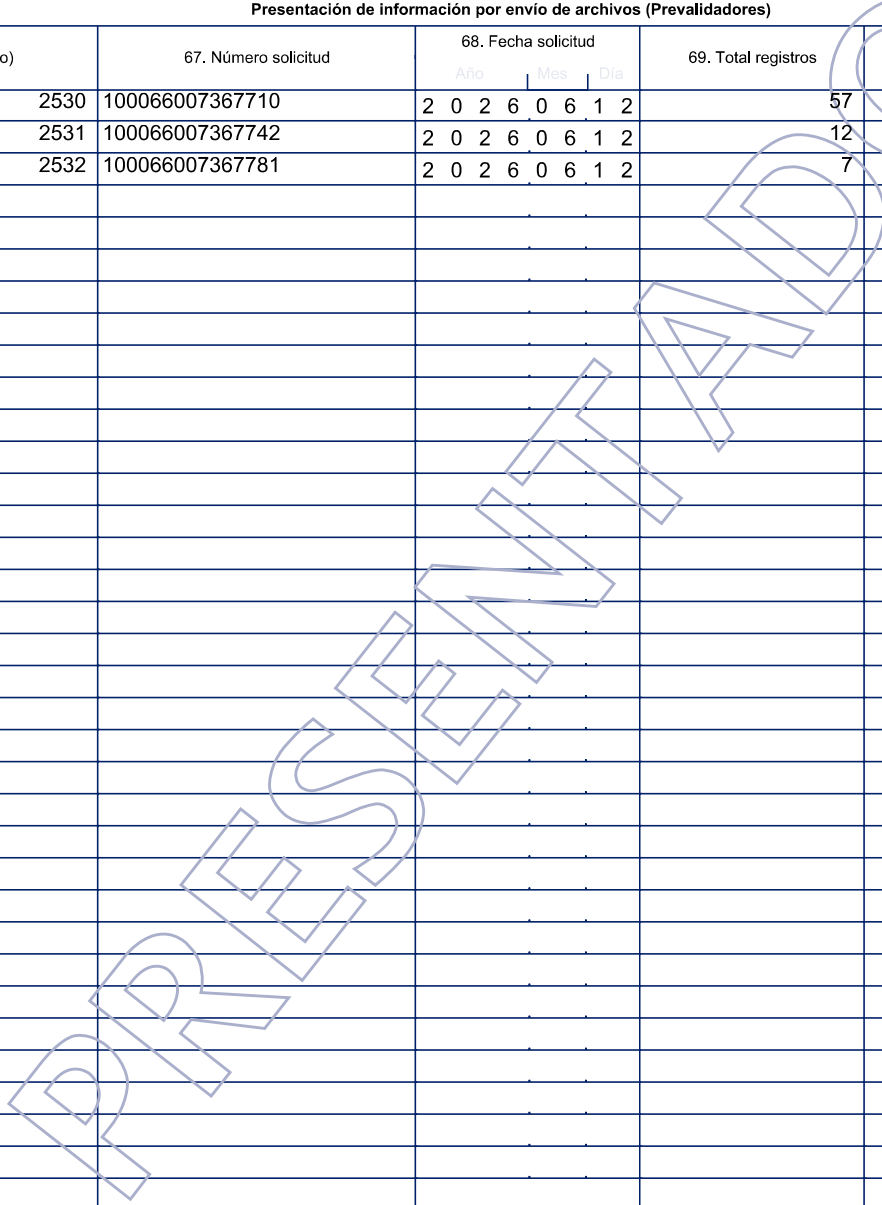 Presentación de información por envío de archivos (Prevalidadores)
o) 67. Número solicitud 68. Fecha solicitud 69. Total registros
Año Mes Día
2530 100066007367710 2 0 2 6 0 6 1 2 57
2531 100066007367742 2 0 2 6 0 6 1 2 12
2532 100066007367781 2 0 2 6 0 6 1 2 7
PRESENTADO